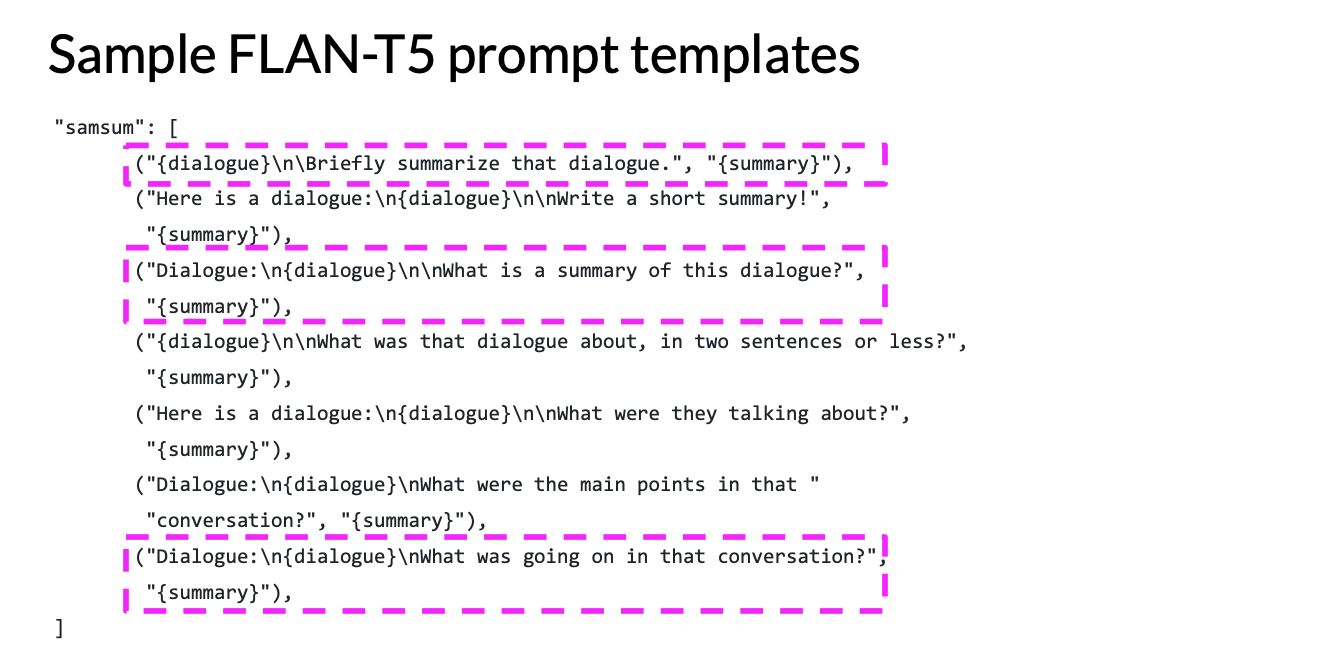 Sample FLAN-T5 prompt templates
"samsum": [
("{dialogue}\n\Briefly summarize that dialogue.", "{summary}"),
("Here is a dialogue:\n{dialogue}\n\nWrite a short summary!",
"{summary}"),
("Dialogue:\n{dialogue}\n\nWhat is a summary of this dialogue?",
"{summary}"),
("{dialogue}\n\nWhat was that dialogue about, in two sentences or less?",
"{summary}"),
("Here is a dialogue:\n{dialogue}\n\nWhat were they talking about?",
"{summary}"),
("Dialogue:\n{dialogue}\nWhat were the main points in that "
"conversation?", "{summary}"),
("Dialogue:\n{dialogue}\nWhat was going on in that conversation?",
"{summary}"),
]